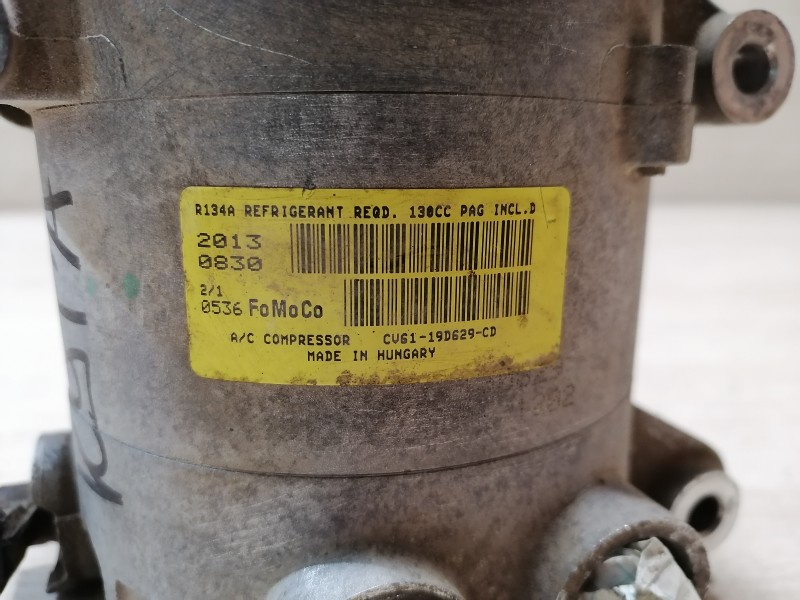 R134A REFRIGERANT REQD. 130CC PAG INCL.D
2013
0830
2/1
0536 FoMoCo
A/C COMPRESSOR CV61-19D629-CD
MADE IN HUNGARY